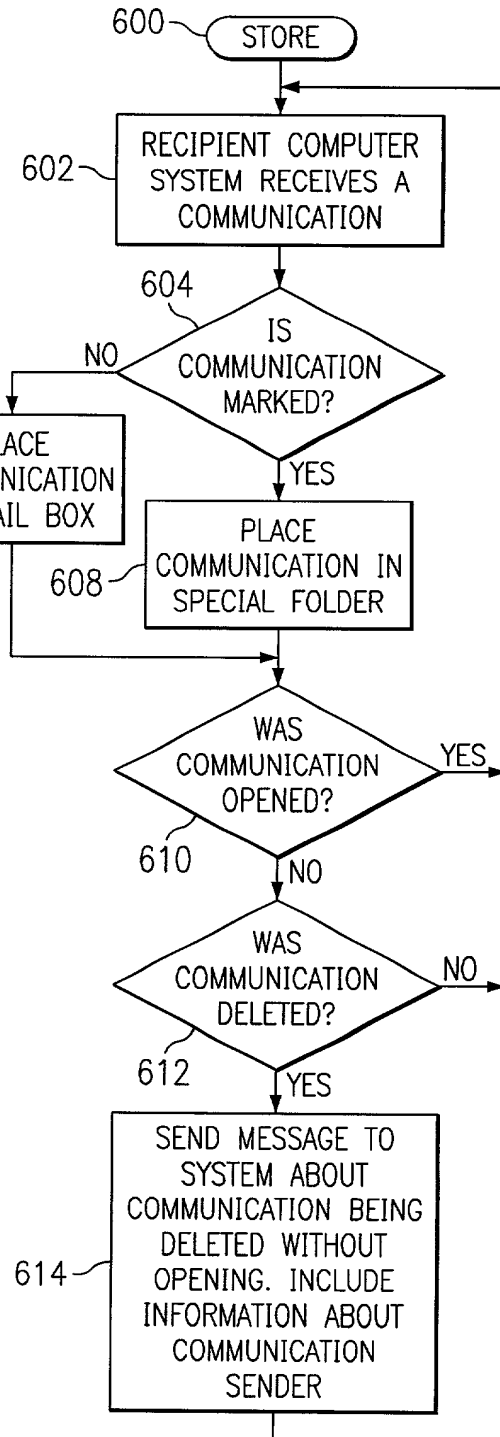 600
STORE
602
RECIPIENT COMPUTER
SYSTEM RECEIVES A
COMMUNICATION
604
IS
COMMUNICATION
MARKED?
NO
YES
BOX
608
PLACE
COMMUNICATION IN
SPECIAL FOLDER
WAS
COMMUNICATION
OPENED?
YES
610
NO
WAS
COMMUNICATION
DELETED?
NO
612
YES
614
SEND MESSAGE TO
SYSTEM ABOUT
COMMUNICATION BEING
DELETED WITHOUT
OPENING. INCLUDE
INFORMATION ABOUT
COMMUNICATION
SENDER